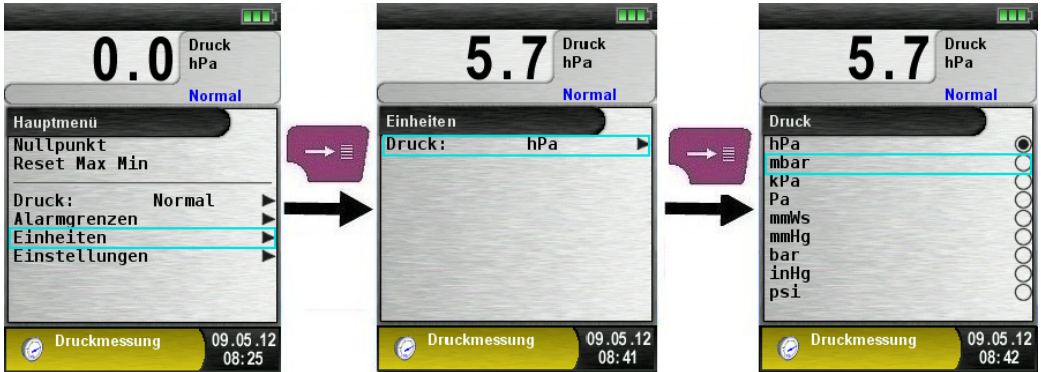 0.0
Druck
hPa
Normal
Hauptmenü
Nullpunkt
Reset Max Min
Druck: Normal
Alarmgrenzen
Einheiten
Einstellungen
Druckmessung
09.05.12
08:25
5.7
Druck
hPa
Normal
Einheiten
Druck: hPa
Druckmessung
09.05.12
08:41
5.7
Druck
hPa
Normal
Druck
hPa
mbar
kPa
Pa
mmWs
mmHg
bar
inHg
psi
Druckmessung
09.05.12
08:42